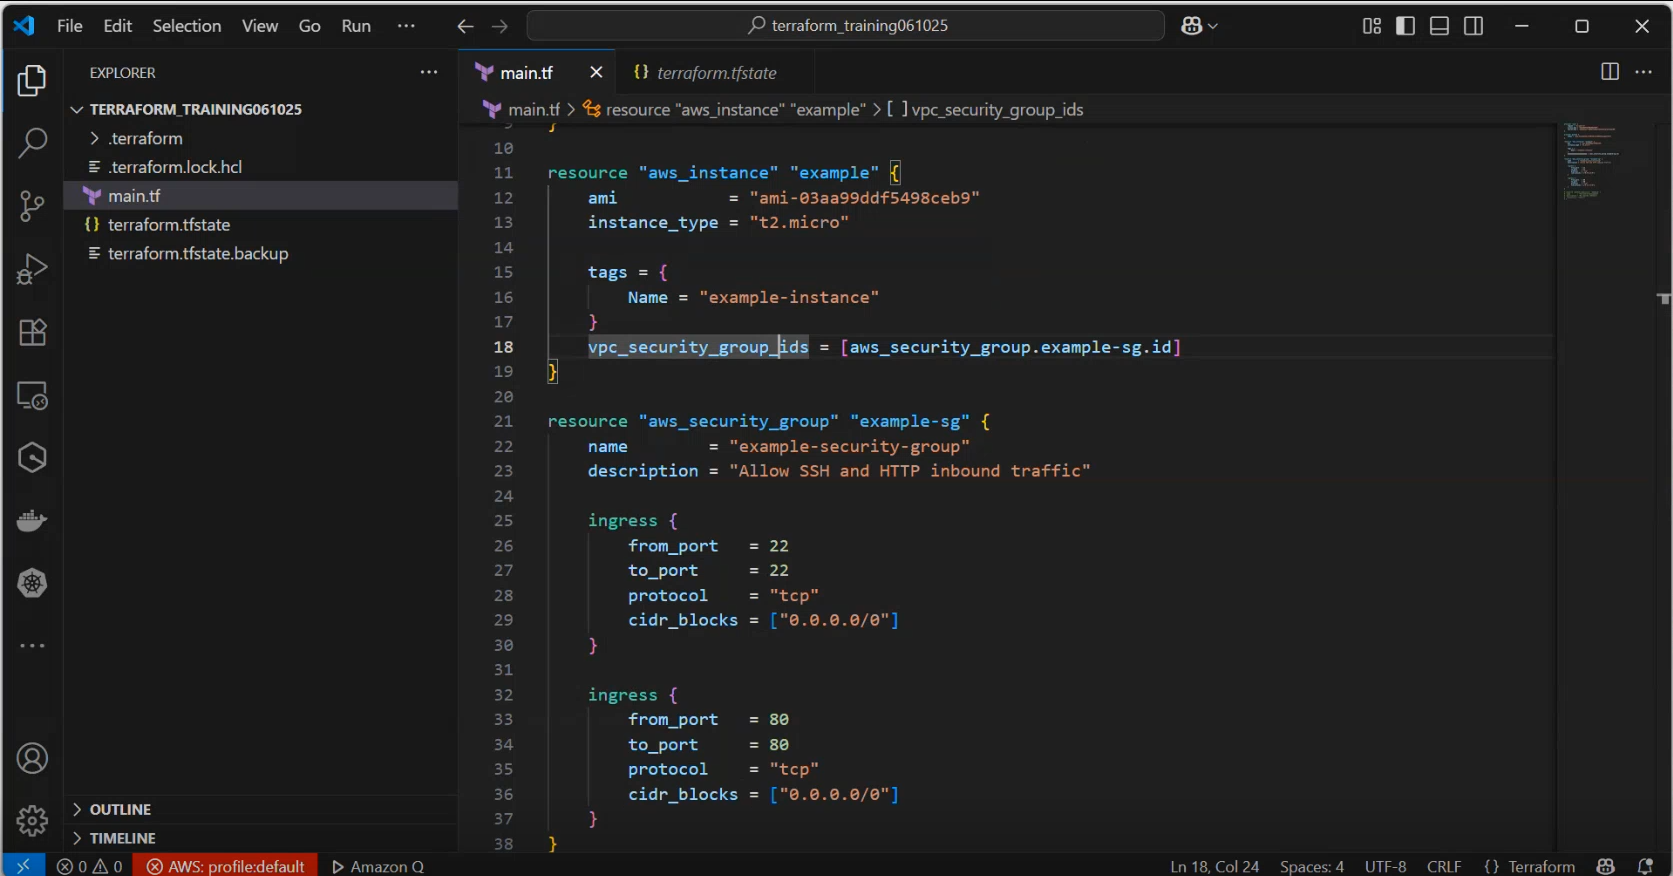 File Edit Selection View Go Run ··· terraform_training061025
EXPLORER
TERRAFORM_TRAINING061025
.terraform
.terraform.lock.hcl
main.tf
terraform.tfstate
terraform.tfstate.backup
OUTLINE
TIMELINE
main.tf {} terraform.tfstate
main.tf > resource "aws_instance" "example" > [ ] vpc_security_group_ids
9 }
10
11 resource "aws_instance" "example" {
12 ami = "ami-03aa99ddf5498ceb9"
13 instance_type = "t2.micro"
14
15 tags = {
16 Name = "example-instance"
17 }
18 vpc_security_group_ids = [aws_security_group.example-sg.id]
19 }
20
21 resource "aws_security_group" "example-sg" {
22 name = "example-security-group"
23 description = "Allow SSH and HTTP inbound traffic"
24
25 ingress {
26 from_port = 22
27 to_port = 22
28 protocol = "tcp"
29 cidr_blocks = ["0.0.0.0/0"]
30 }
31
32 ingress {
33 from_port = 80
34 to_port = 80
35 protocol = "tcp"
36 cidr_blocks = ["0.0.0.0/0"]
37 }
38 }
0 0 AWS: profile:default Amazon Q Ln 18, Col 24 Spaces: 4 UTF-8 CRLF {} Terraform